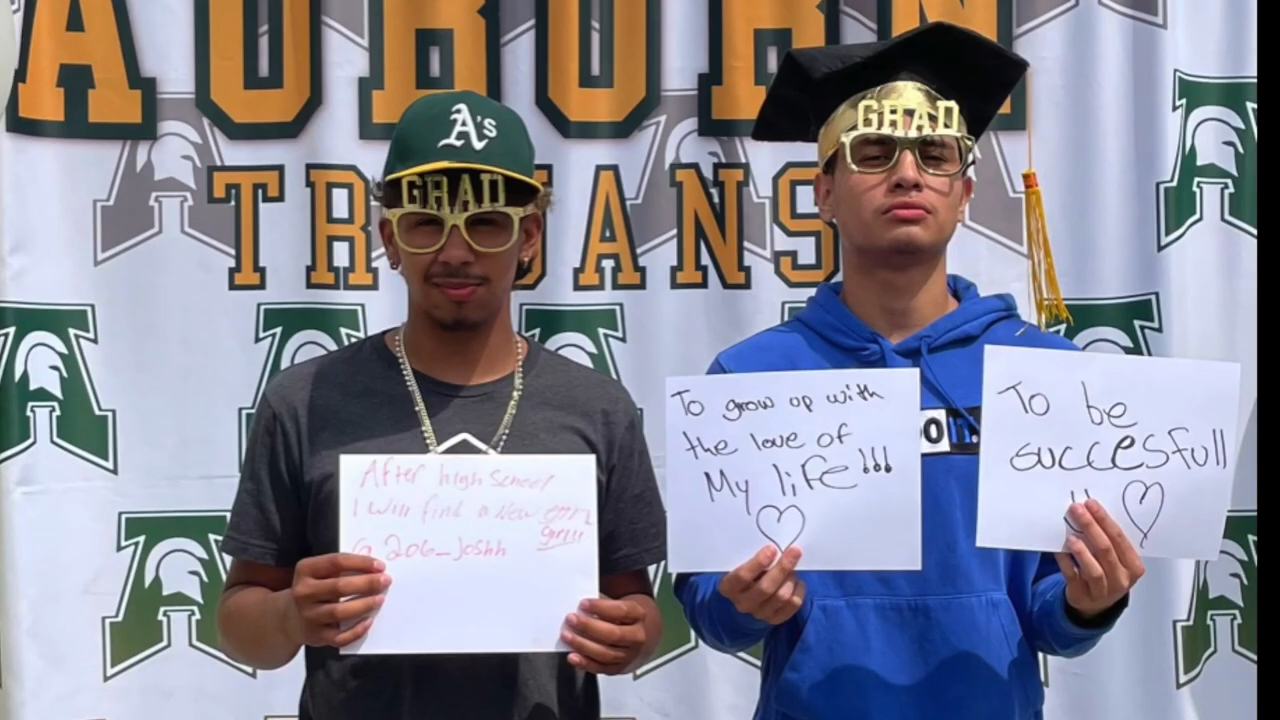 AUBURN
TROJANS
A's
GRAD
GRAD
After high school
I will find a New
girl!!
@206_Joshh
To grow up with
the love of
My life!!!
To be
succesfull